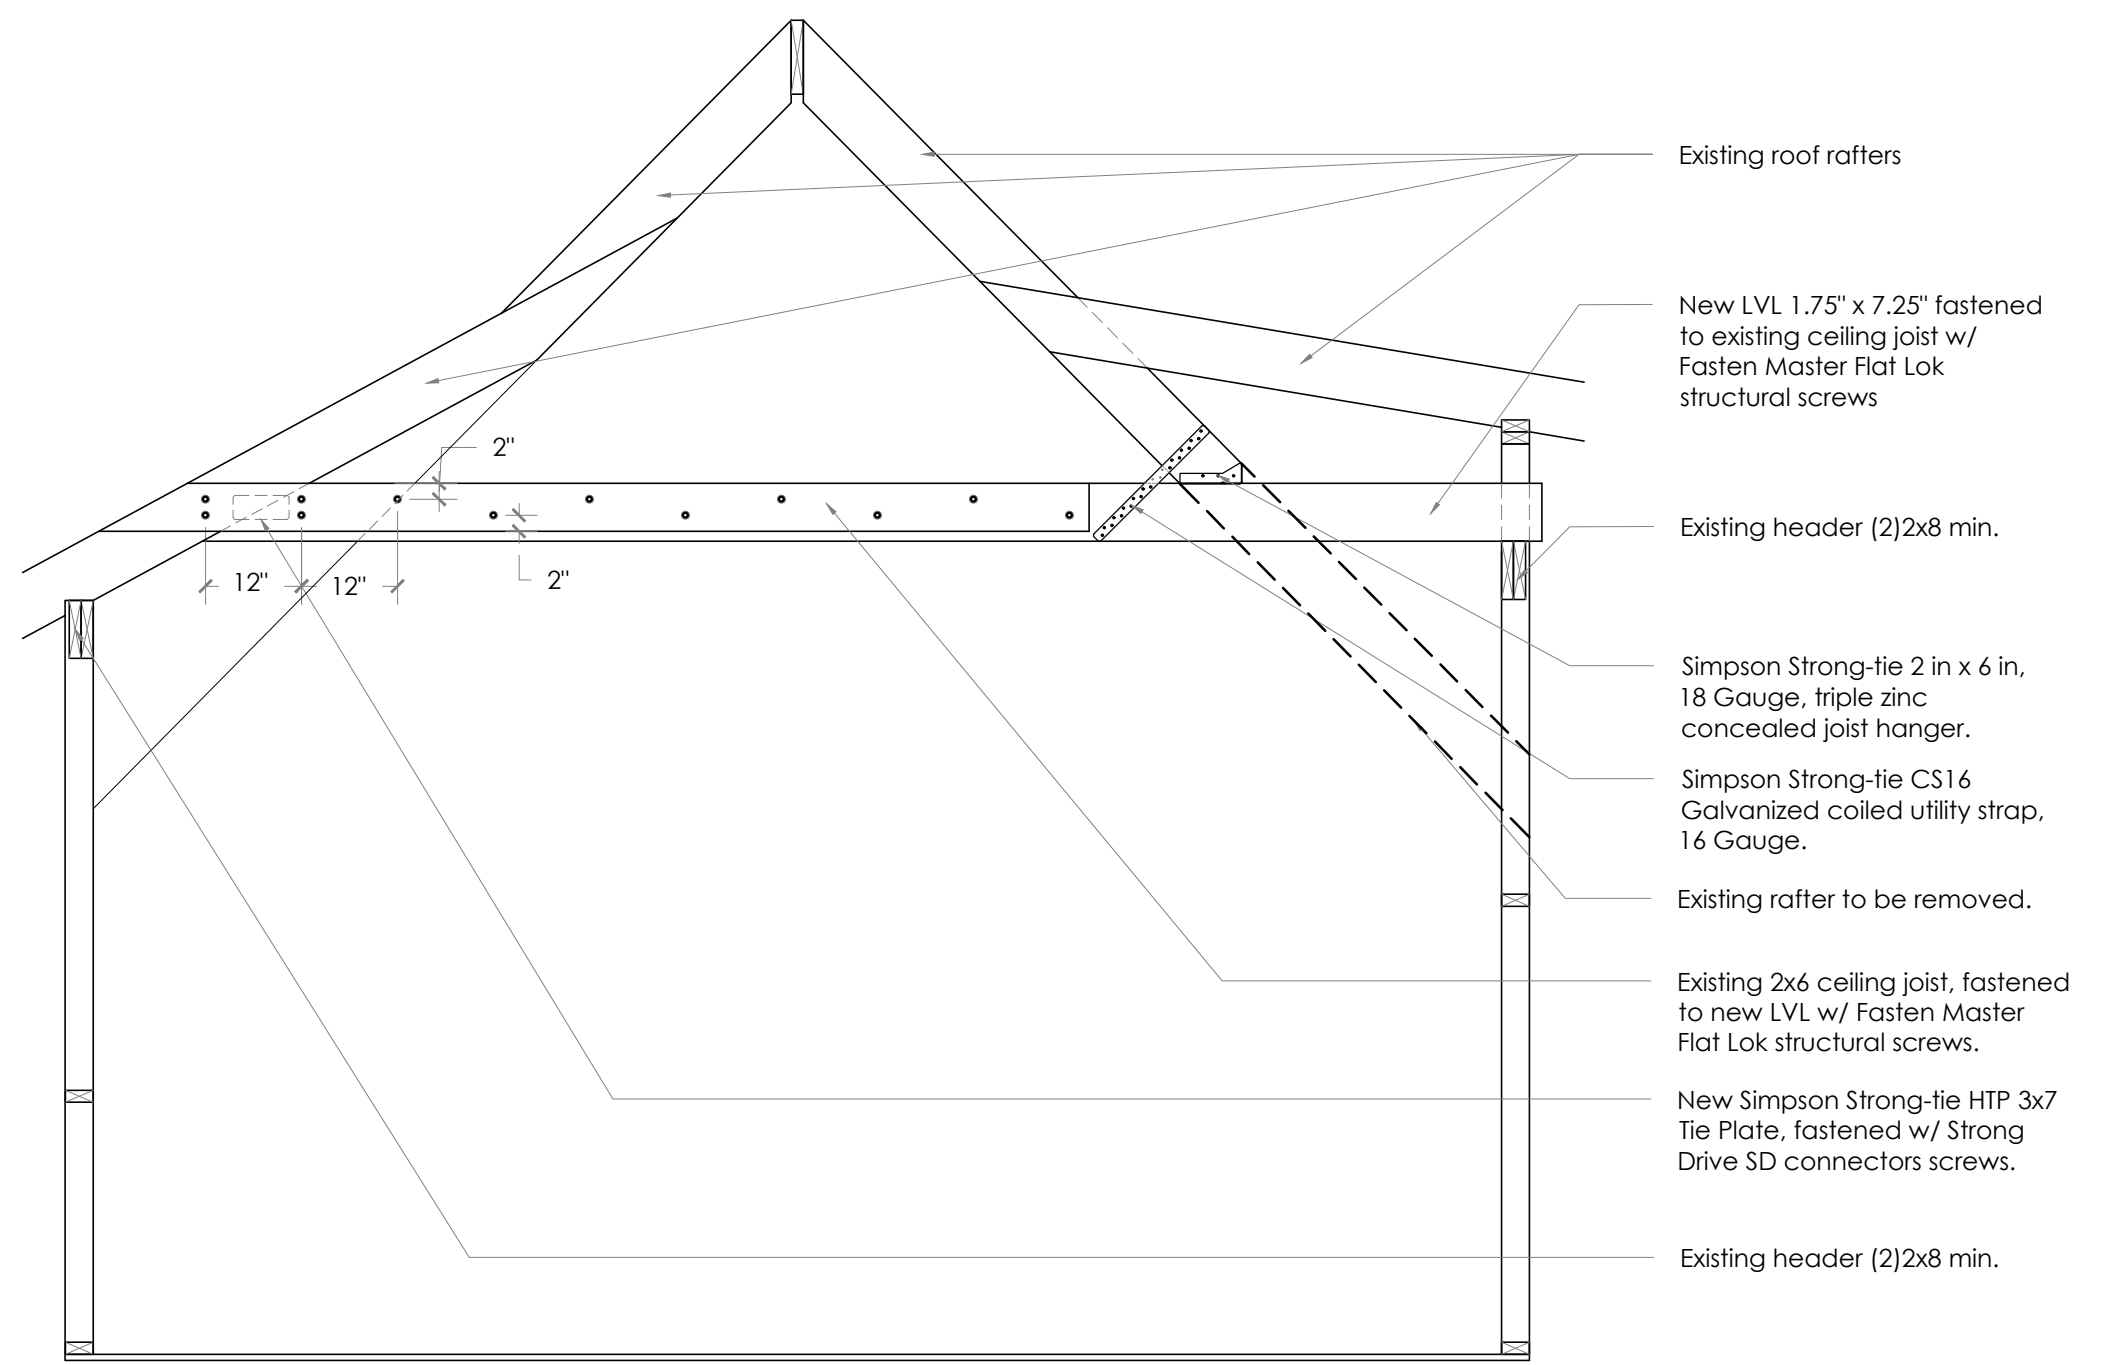 Existing roof rafters
New LVL 1.75" x 7.25" fastened
to existing ceiling joist w/
Fasten Master Flat Lok
structural screws
2"
Existing header (2)2x8 min.
12"
12"
2"
Simpson Strong-tie 2 in x 6 in,
18 Gauge, triple zinc
concealed joist hanger.
Simpson Strong-tie CS16
Galvanized coiled utility strap,
16 Gauge.
Existing rafter to be removed.
Existing 2x6 ceiling joist, fastened
to new LVL w/ Fasten Master
Flat Lok structural screws.
New Simpson Strong-tie HTP 3x7
Tie Plate, fastened w/ Strong
Drive SD connectors screws.
Existing header (2)2x8 min.